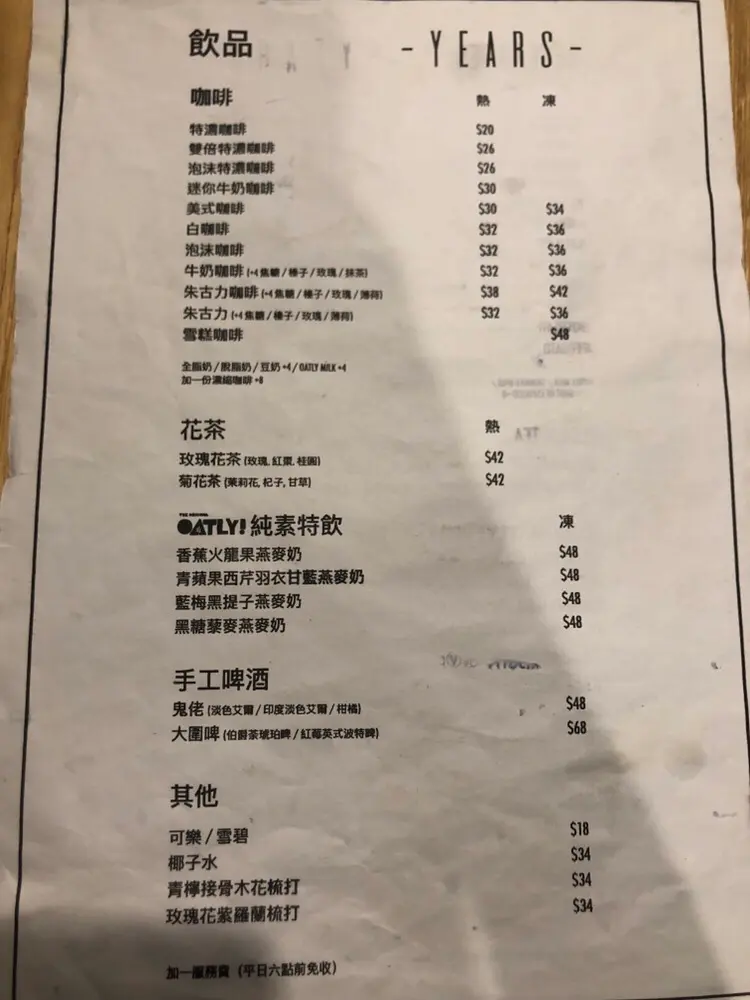 飲品 -YEARS-
咖啡 熱 凍
特濃咖啡 $20
雙倍特濃咖啡 $26
泡沫特濃咖啡 $26
迷你牛奶咖啡 $30
美式咖啡 $30 $34
白咖啡 $32 $36
泡沫咖啡 $32 $36
牛奶咖啡 (+4 焦糖 / 榛子 / 玫瑰 / 抹茶) $32 $36
朱古力咖啡 (+4 焦糖 / 榛子 / 玫瑰 / 薄荷) $38 $42
朱古力 (+4 焦糖 / 榛子 / 玫瑰 / 薄荷) $32 $36
雪糕咖啡 $48
全脂奶 / 脫脂奶 / 豆奶 +4 / OATLY MILK +4
加一份濃縮咖啡 +8
花茶 熱
玫瑰花茶 (玫瑰, 紅棗, 桂圓) $42
菊花茶 (茉莉花, 杞子, 甘草) $42
THE ORIGINAL
OATLY! 純素特飲 凍
香蕉火龍果燕麥奶 $48
青蘋果西芹羽衣甘藍燕麥奶 $48
藍梅黑提子燕麥奶 $48
黑糖藜麥燕麥奶 $48
手工啤酒
鬼佬 (淡色艾爾 / 印度淡色艾爾 / 柑橘) $48
大圍啤 (伯爵茶琥珀啤 / 紅莓英式波特啤) $68
其他
可樂 / 雪碧 $18
椰子水 $34
青檸接骨木花梳打 $34
玫瑰花紫羅蘭梳打 $34
加一服務費 (平日六點前免收)